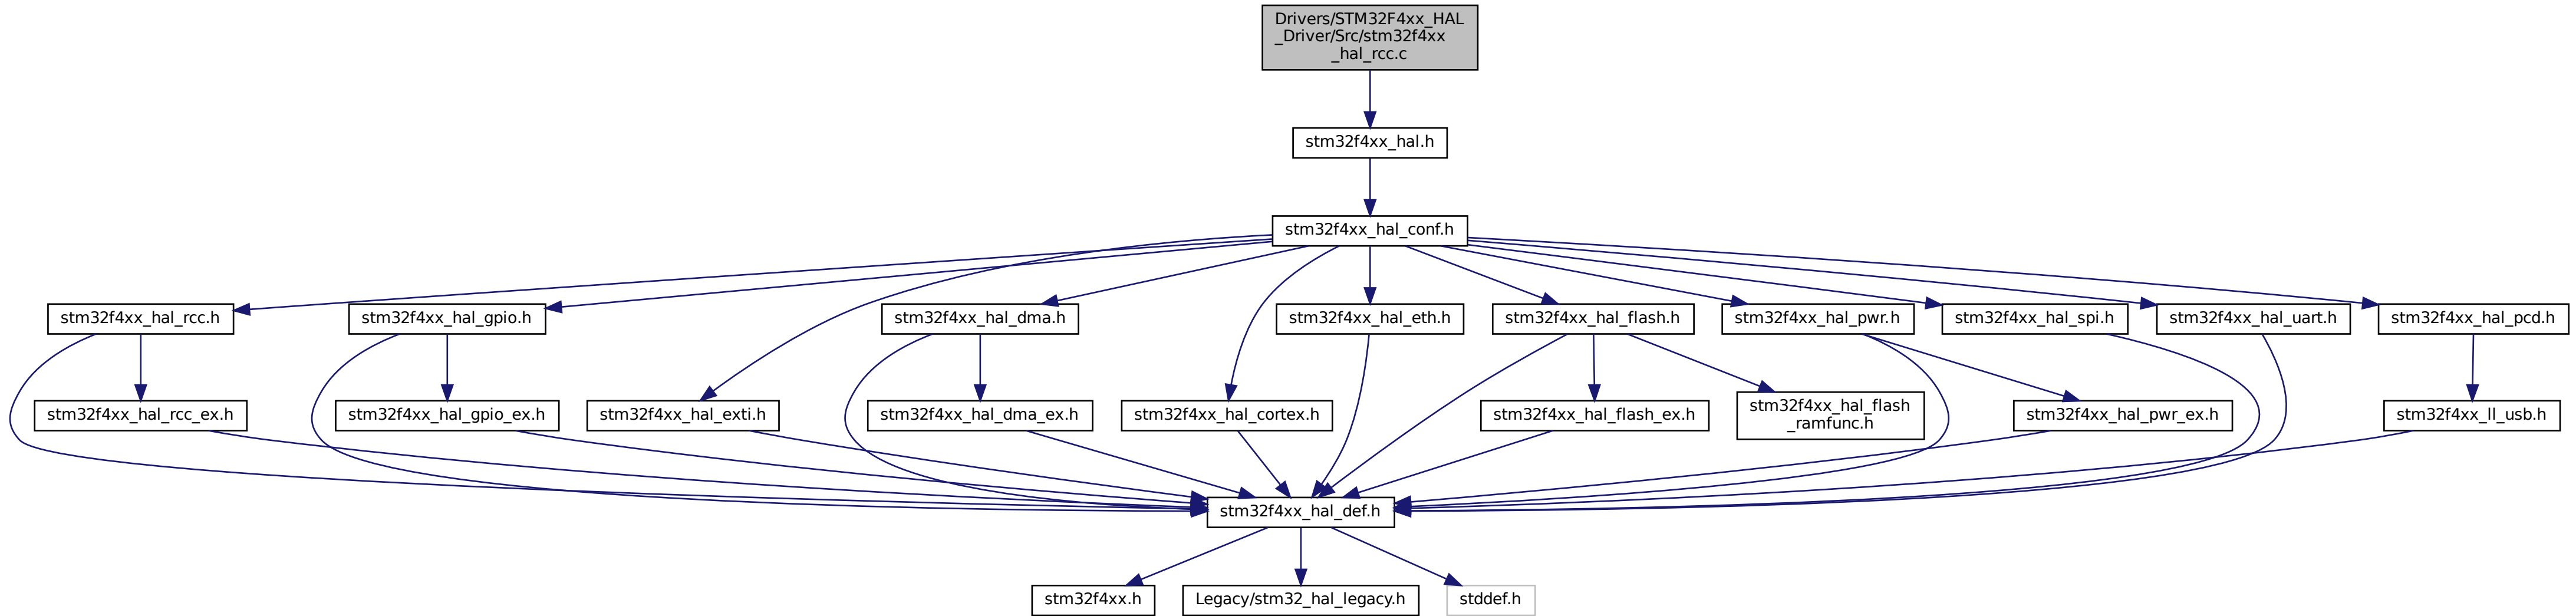 Drivers/STM32F4xx_HAL
_Driver/Src/stm32f4xx
_hal_rcc.c
stm32f4xx_hal.h
stm32f4xx_hal_conf.h
stm32f4xx_hal_rcc.h
stm32f4xx_hal_gpio.h
stm32f4xx_hal_dma.h
stm32f4xx_hal_eth.h
stm32f4xx_hal_flash.h
stm32f4xx_hal_pwr.h
stm32f4xx_hal_spi.h
stm32f4xx_hal_uart.h
stm32f4xx_hal_pcd.h
stm32f4xx_hal_rcc_ex.h
stm32f4xx_hal_gpio_ex.h
stm32f4xx_hal_exti.h
stm32f4xx_hal_dma_ex.h
stm32f4xx_hal_cortex.h
stm32f4xx_hal_flash_ex.h
stm32f4xx_hal_flash
_ramfunc.h
stm32f4xx_hal_pwr_ex.h
stm32f4xx_ll_usb.h
stm32f4xx_hal_def.h
stm32f4xx.h
Legacy/stm32_hal_legacy.h
stddef.h